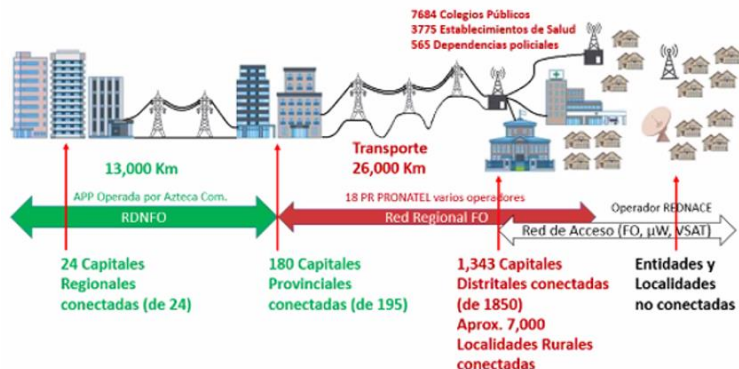 7684 Colegios Públicos
3775 Establecimientos de Salud
565 Dependencias policiales
13,000 Km
Transporte
26,000 Km
APP Operada por Azteca Com.
18 PR PRONATEL varios operadores
Operador REDNACE
RDNFO
Red Regional FO
Red de Acceso (FO, µW, VSAT)
24 Capitales
Regionales
conectadas (de 24)
180 Capitales
Provinciales
conectadas (de 195)
1,343 Capitales
Distritales conectadas
(de 1850)
Aprox. 7,000
Localidades Rurales
conectadas
Entidades y
Localidades
no conectadas